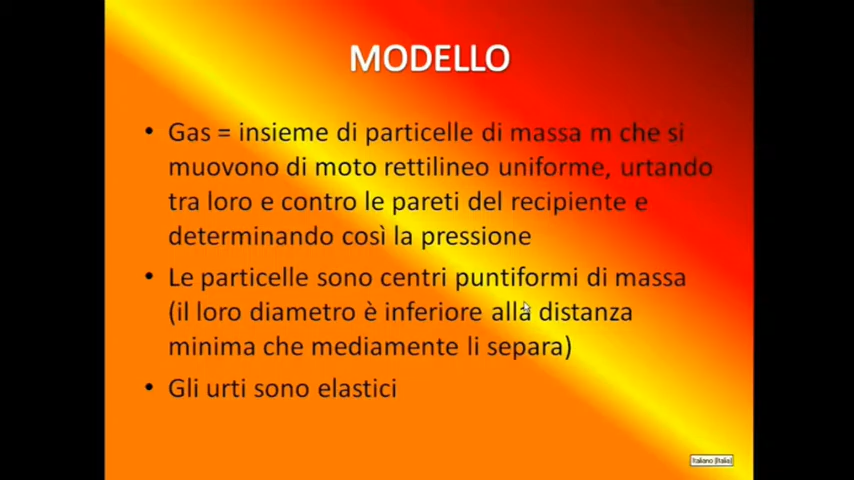 MODELLO
• Gas = insieme di particelle di massa m che si
muovono di moto rettilineo uniforme, urtando
tra loro e contro le pareti del recipiente e
determinando così la pressione
• Le particelle sono centri puntiformi di massa
(il loro diametro è inferiore alla distanza
minima che mediamente li separa)
• Gli urti sono elastici
Italiano (Italia)